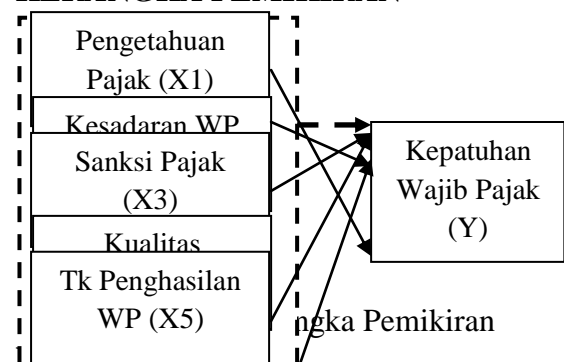 Pengetahuan
Pajak (X1)
Kesadaran WP
Sanksi Pajak
(X3)
Kualitas
Tk Penghasilan
WP (X5)
Kepatuhan
Wajib Pajak
(Y)
ngka Pemikiran